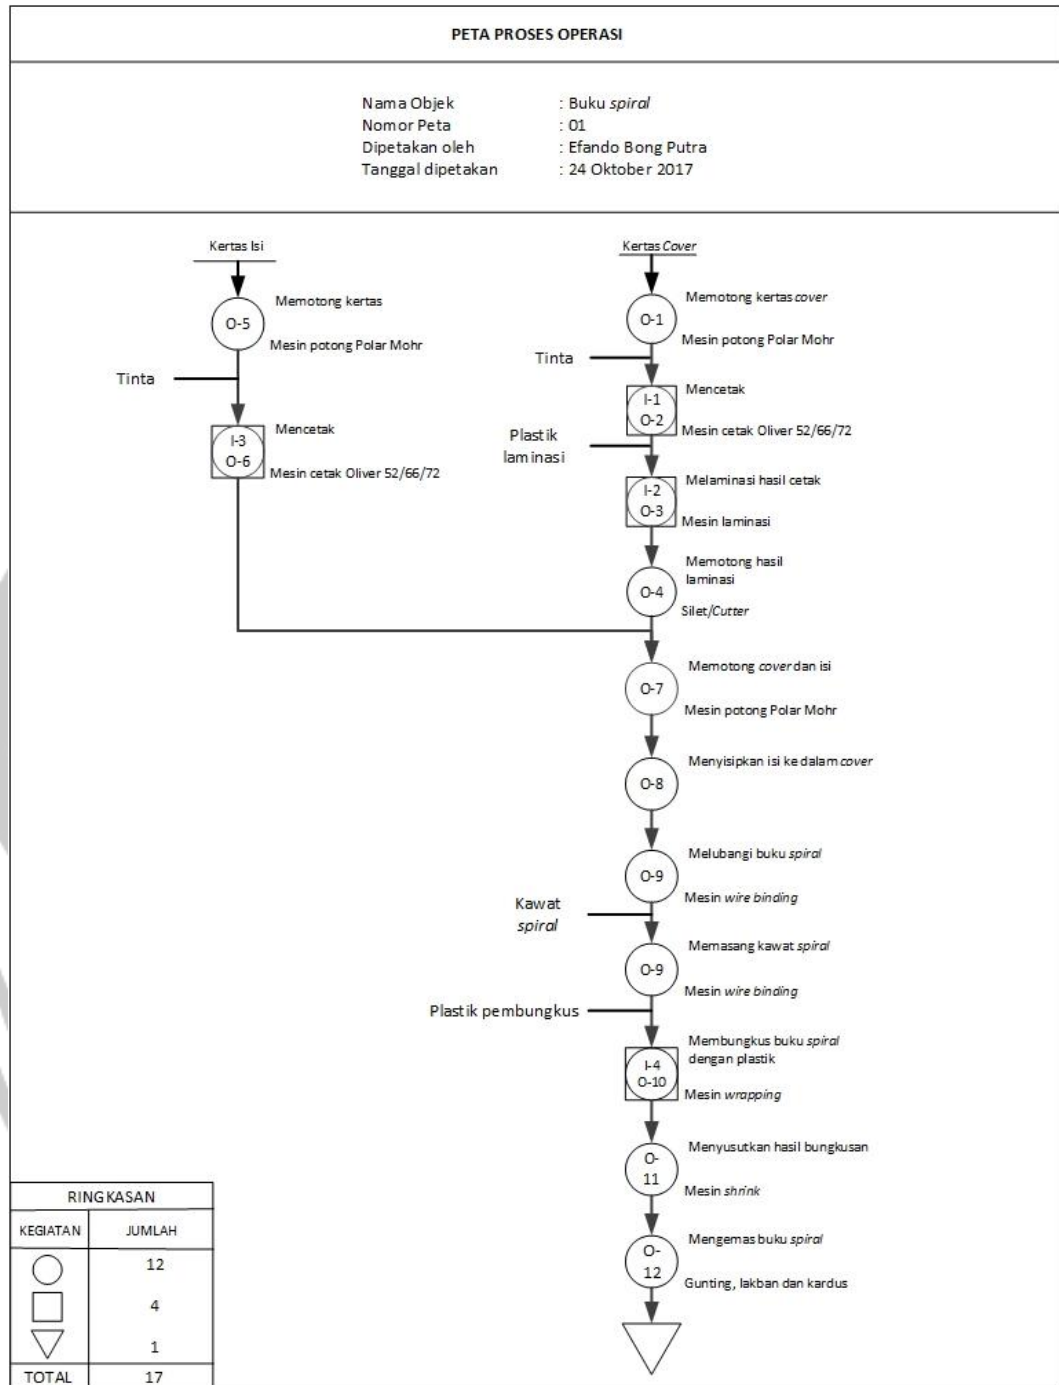 PETA PROSES OPERASI
Nama Objek : Buku spiral
Nomor Peta : 01
Dipetakan oleh : Efando Bong Putra
Tanggal dipetakan : 24 Oktober 2017
Kertas Isi
O-5
Memotong kertas
Mesin potong Polar Mohr
Tinta
I-3
O-6
Mencetak
Mesin cetak Oliver 52/66/72
Kertas Cover
O-1
Memotong kertas cover
Mesin potong Polar Mohr
Tinta
I-1
O-2
Mencetak
Mesin cetak Oliver 52/66/72
Plastik
laminasi
I-2
O-3
Melaminasi hasil cetak
Mesin laminasi
O-4
Memotong hasil
laminasi
Silet/Cutter
O-7
Memotong cover dan isi
Mesin potong Polar Mohr
O-8
Menyisipkan isi ke dalam cover
O-9
Melubangi buku spiral
Mesin wire binding
Kawat
spiral
O-9
Memasang kawat spiral
Mesin wire binding
Plastik pembungkus
I-4
O-10
Membungkus buku spiral
dengan plastik
Mesin wrapping
O-
11
Menyusutkan hasil bungkusan
Mesin shrink
O-
12
Mengemas buku spiral
Gunting, lakban dan kardus
RINGKASAN
KEGIATAN JUMLAH
12
4
1
TOTAL 17